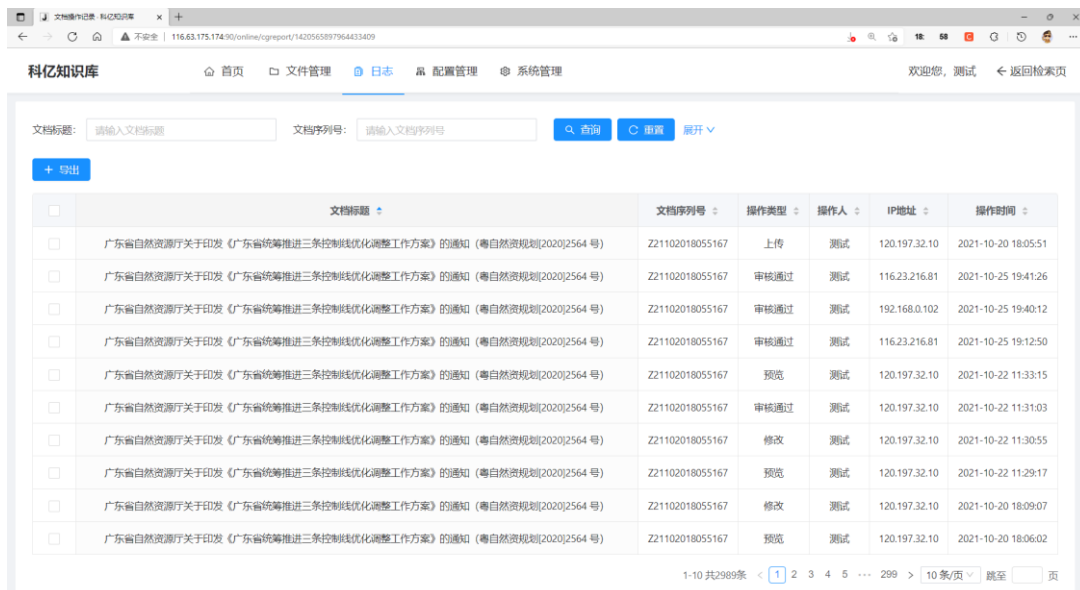 文档操作记录 - 科亿知识库
不安全 116.63.175.174:90/online/cgreport/1420565897964433409
18: 58
科亿知识库 首页 文件管理 日志 配置管理 系统管理 欢迎您，测试 返回检索页
文档标题： 请输入文档标题 文档序列号： 请输入文档序列号 查询 重置 展开
+ 导出
文档标题 文档序列号 操作类型 操作人 IP地址 操作时间
广东省自然资源厅关于印发《广东省统筹推进三条控制线优化调整工作方案》的通知（粤自然资规划[2020]2564 号） Z21102018055167 上传 测试 120.197.32.10 2021-10-20 18:05:51
广东省自然资源厅关于印发《广东省统筹推进三条控制线优化调整工作方案》的通知（粤自然资规划[2020]2564 号） Z21102018055167 审核通过 测试 116.23.216.81 2021-10-25 19:41:26
广东省自然资源厅关于印发《广东省统筹推进三条控制线优化调整工作方案》的通知（粤自然资规划[2020]2564 号） Z21102018055167 审核通过 测试 192.168.0.102 2021-10-25 19:40:12
广东省自然资源厅关于印发《广东省统筹推进三条控制线优化调整工作方案》的通知（粤自然资规划[2020]2564 号） Z21102018055167 审核通过 测试 116.23.216.81 2021-10-25 19:12:50
广东省自然资源厅关于印发《广东省统筹推进三条控制线优化调整工作方案》的通知（粤自然资规划[2020]2564 号） Z21102018055167 预览 测试 120.197.32.10 2021-10-22 11:33:15
广东省自然资源厅关于印发《广东省统筹推进三条控制线优化调整工作方案》的通知（粤自然资规划[2020]2564 号） Z21102018055167 审核通过 测试 120.197.32.10 2021-10-22 11:31:03
广东省自然资源厅关于印发《广东省统筹推进三条控制线优化调整工作方案》的通知（粤自然资规划[2020]2564 号） Z21102018055167 修改 测试 120.197.32.10 2021-10-22 11:30:55
广东省自然资源厅关于印发《广东省统筹推进三条控制线优化调整工作方案》的通知（粤自然资规划[2020]2564 号） Z21102018055167 预览 测试 120.197.32.10 2021-10-22 11:29:17
广东省自然资源厅关于印发《广东省统筹推进三条控制线优化调整工作方案》的通知（粤自然资规划[2020]2564 号） Z21102018055167 修改 测试 120.197.32.10 2021-10-20 18:09:07
广东省自然资源厅关于印发《广东省统筹推进三条控制线优化调整工作方案》的通知（粤自然资规划[2020]2564 号） Z21102018055167 预览 测试 120.197.32.10 2021-10-20 18:06:02
1-10 共2989条 < 1 2 3 4 5 ··· 299 > 10 条/页 跳至 页